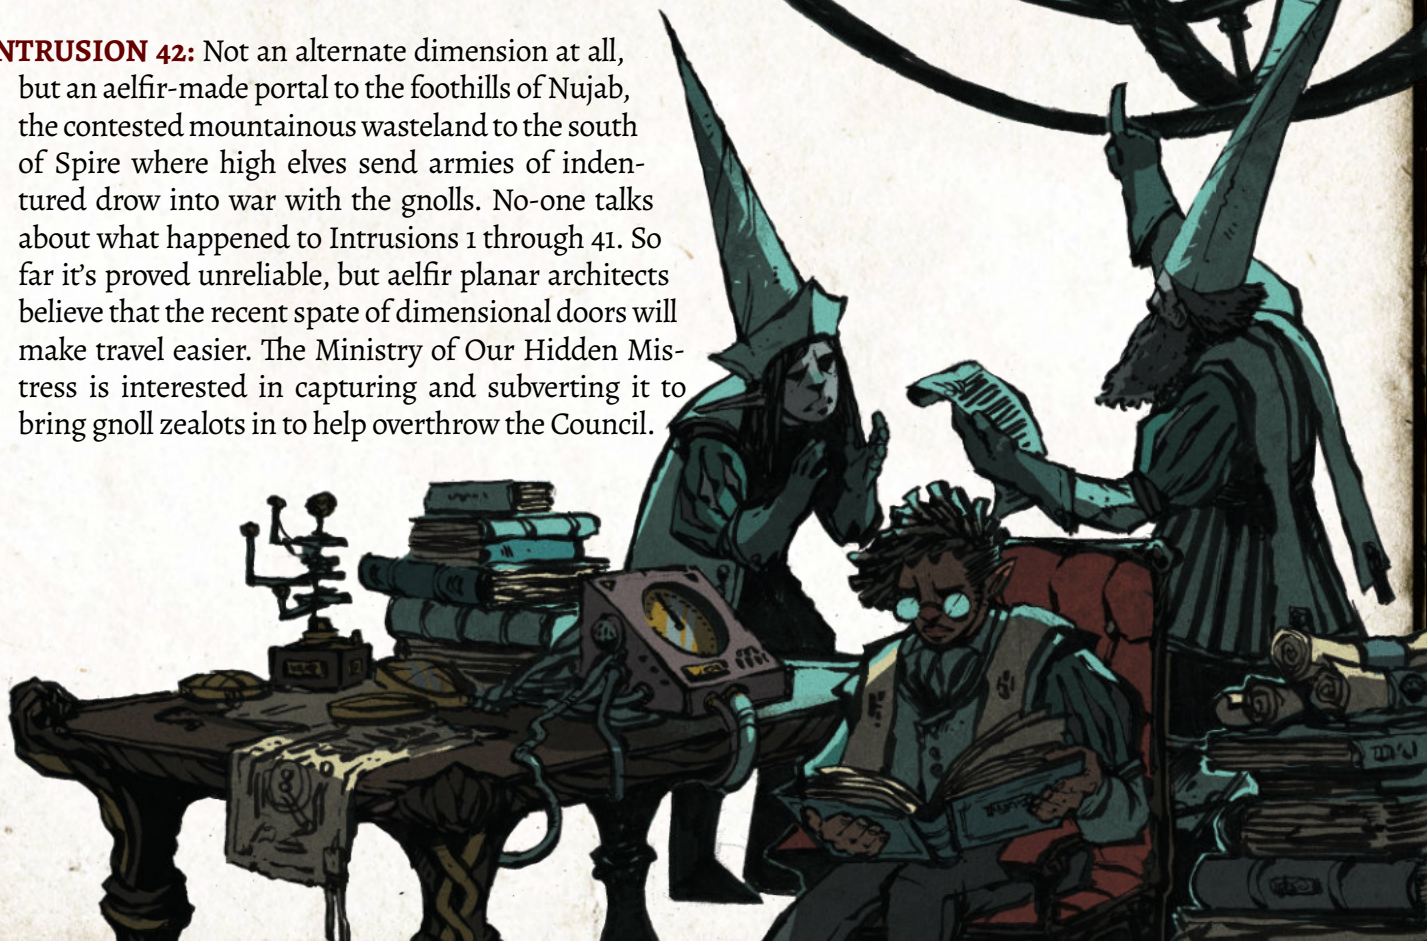 NTRUSION 42: Not an alternate dimension at all,
but an aelfir-made portal to the foothills of Nujab,
the contested mountainous wasteland to the south
of Spire where high elves send armies of inden-
tured drow into war with the gnolls. No-one talks
about what happened to Intrusions 1 through 41. So
far it’s proved unreliable, but aelfir planar architects
believe that the recent spate of dimensional doors will
make travel easier. The Ministry of Our Hidden Mis-
tress is interested in capturing and subverting it to
bring gnoll zealots in to help overthrow the Council.